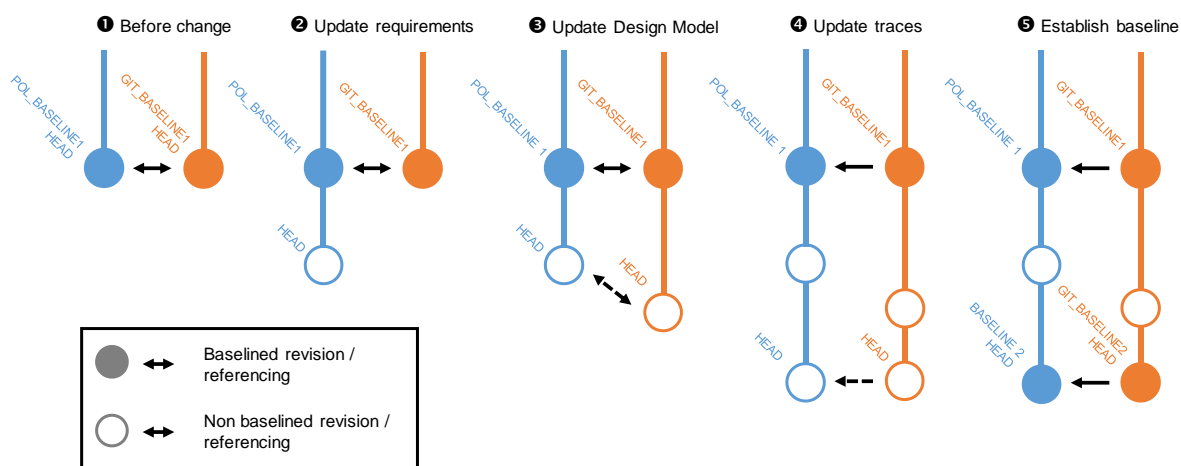 ❶ Before change
❷ Update requirements
❸ Update Design Model
❹ Update traces
❺ Establish baseline
POL_BASELINE1
HEAD
GIT_BASELINE1
HEAD
POL_BASELINE1
GIT_BASELINE1
HEAD
POL_BASELINE 1
GIT_BASELINE1
HEAD
HEAD
POL_BASELINE 1
GIT_BASELINE1
HEAD
HEAD
POL_BASELINE 1
GIT_BASELINE1
BASELINE 2
HEAD
GIT_BASELINE2
HEAD
Baselined revision /
referencing
Non baselined revision /
referencing